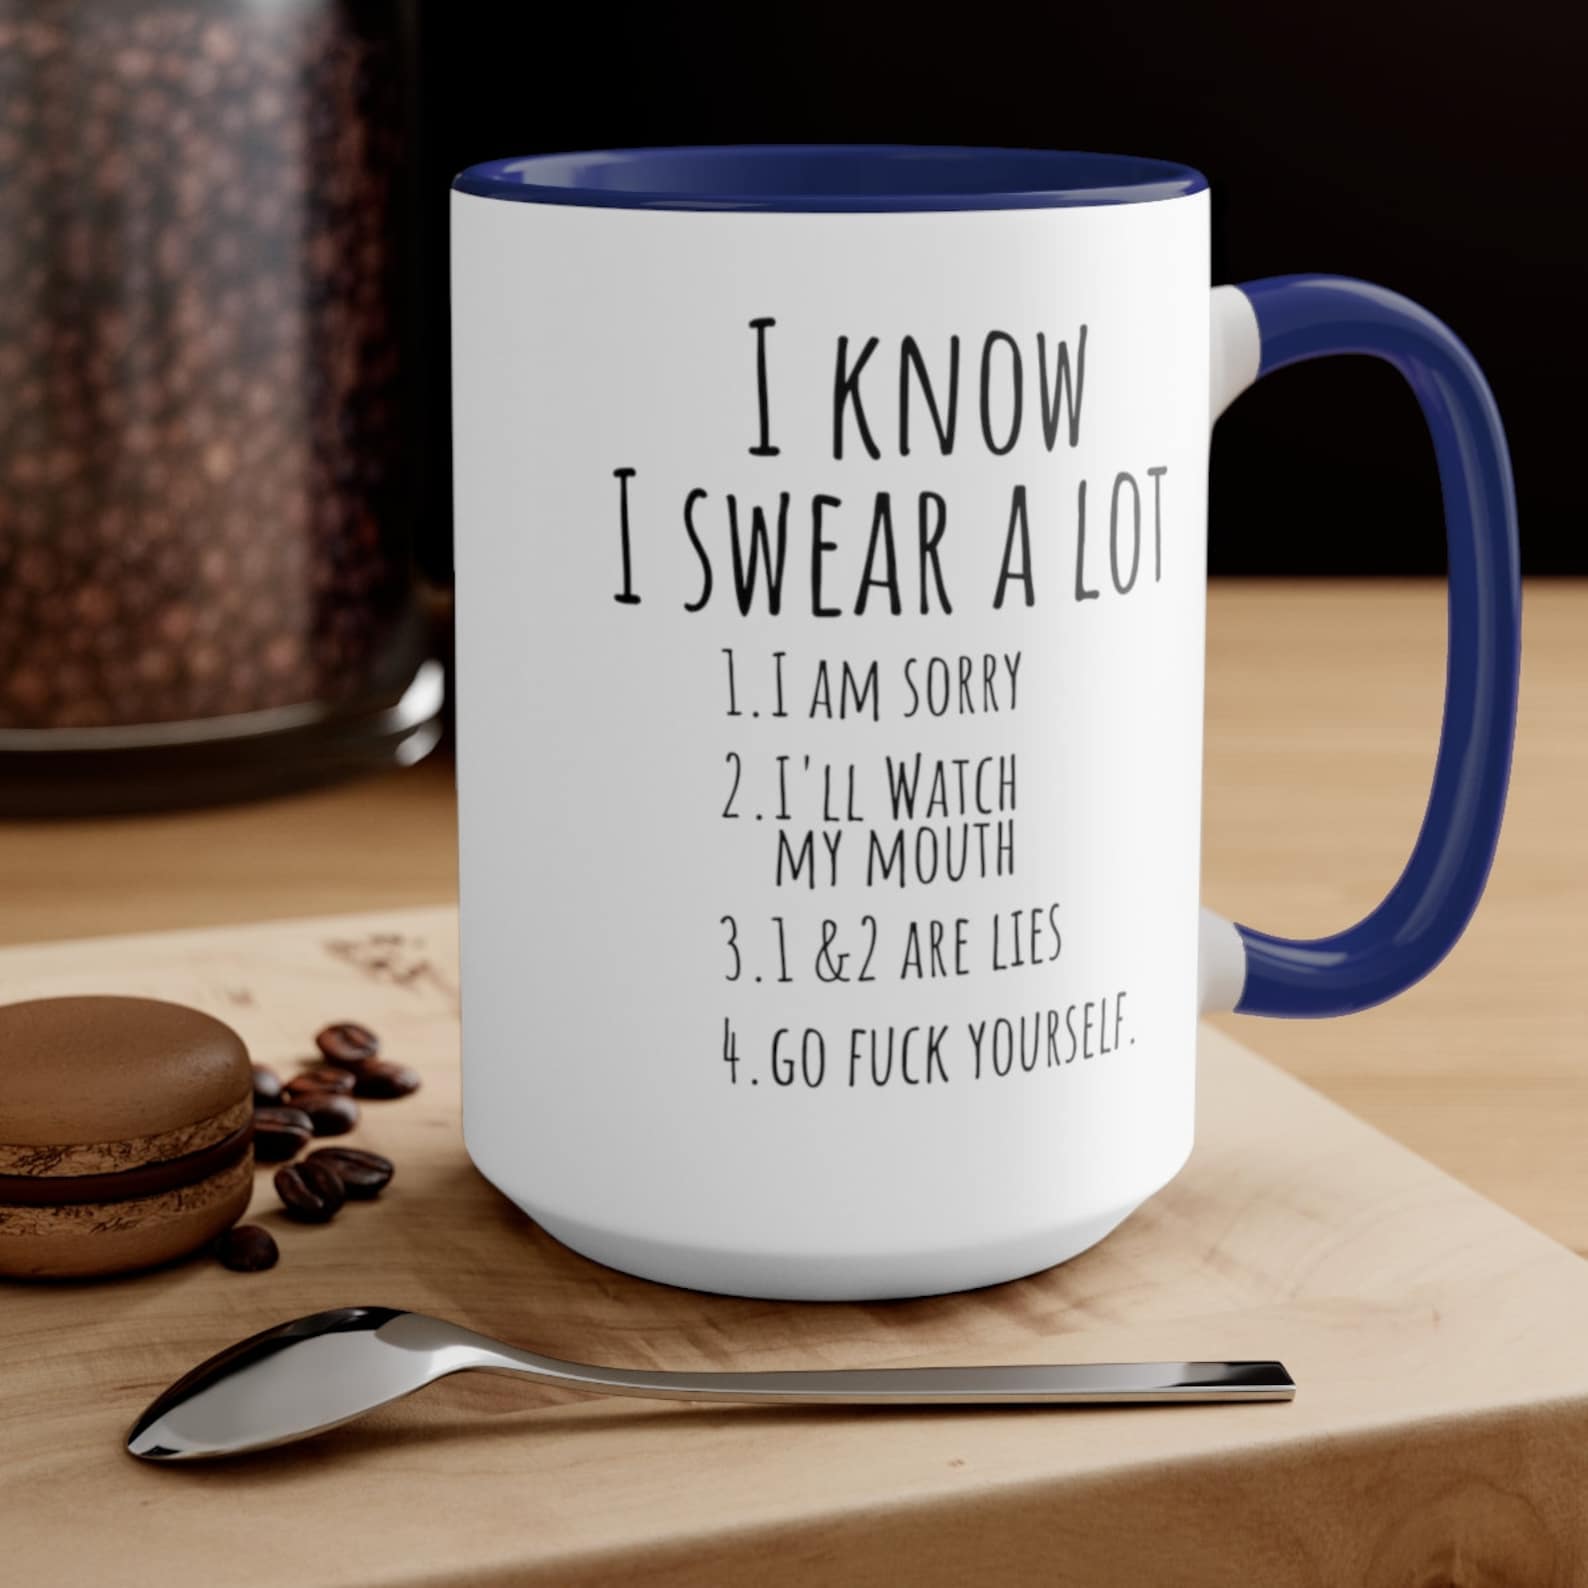 I KNOW
I SWEAR A LOT
1. I AM SORRY
2. I'LL WATCH
MY MOUTH
3. 1 & 2 ARE LIES
4. GO FUCK YOURSELF.